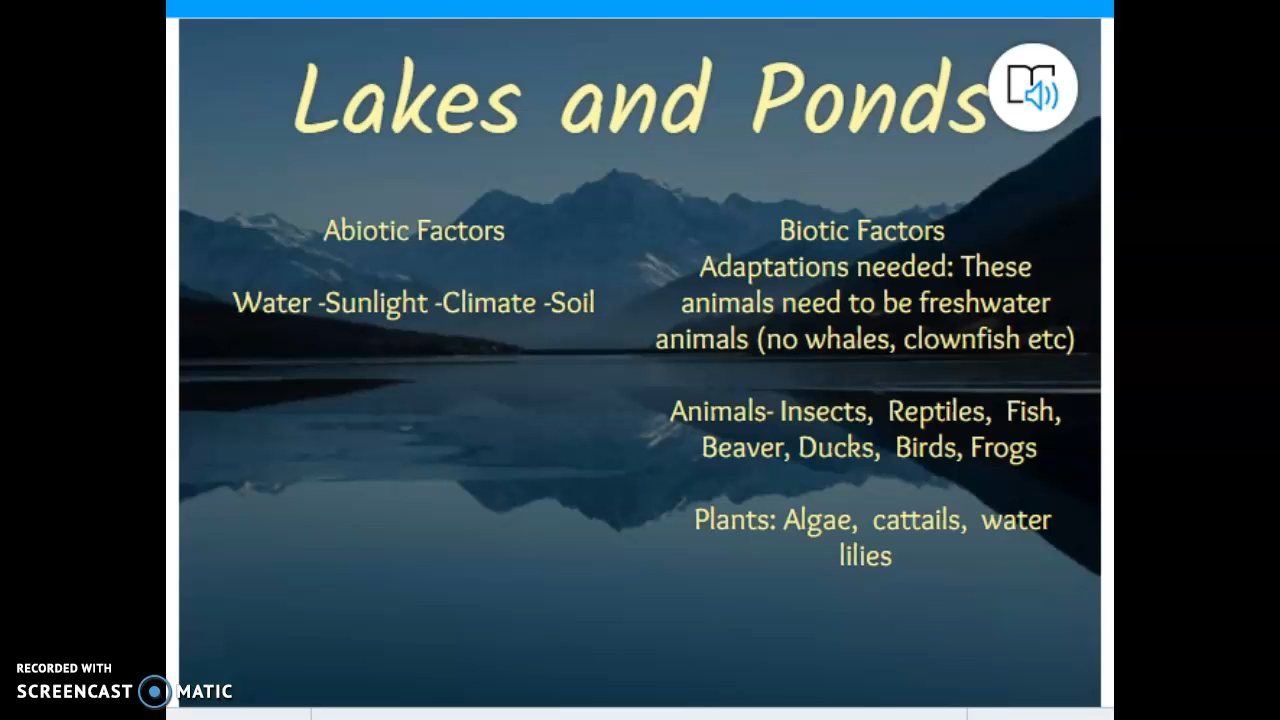 Lakes and Ponds
Abiotic Factors
Water -Sunlight -Climate -Soil
Biotic Factors
Adaptations needed: These
animals need to be freshwater
animals (no whales, clownfish etc)
Animals- Insects, Reptiles, Fish,
Beaver, Ducks, Birds, Frogs
Plants: Algae, cattails, water
lilies
RECORDED WITH
SCREENCAST MATIC